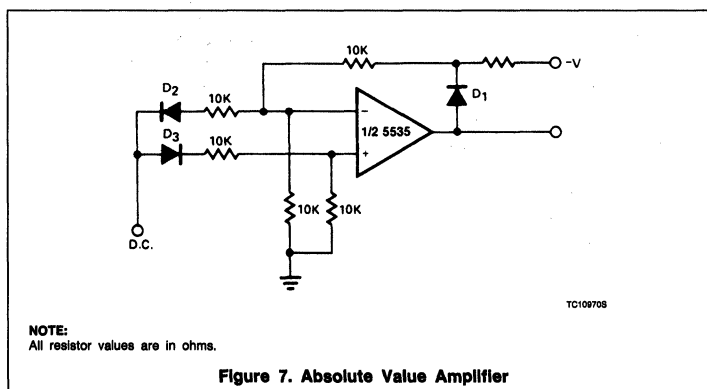 10K
-V
D2
10K
D1
D3
10K
−
1/2 5535
+
10K
10K
D.C.
TC10970S
NOTE:
All resistor values are in ohms.
Figure 7. Absolute Value Amplifier